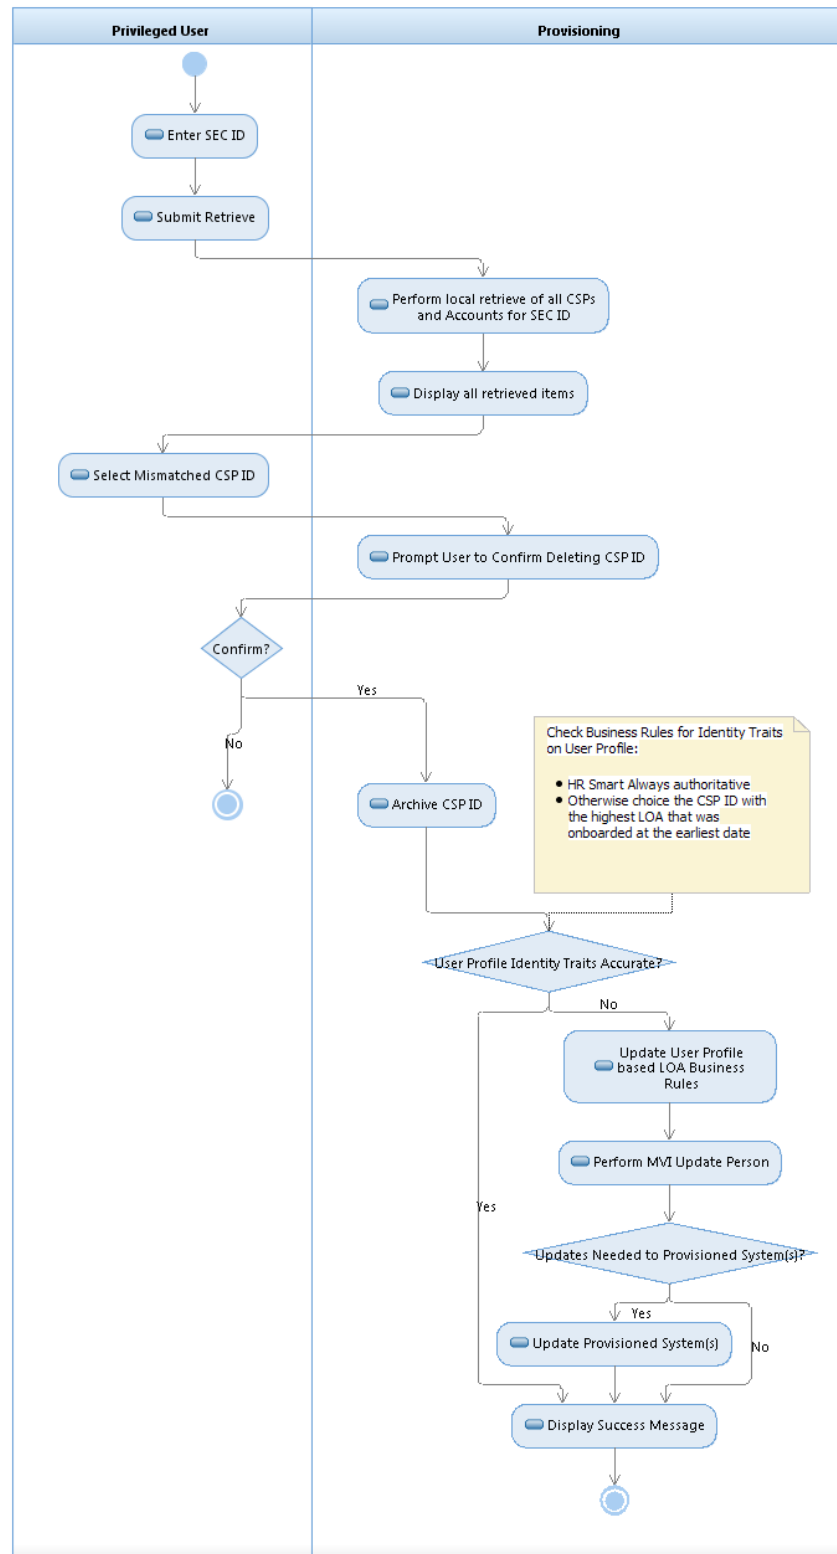 Privileged User
Provisioning
Enter SEC ID
Submit Retrieve
Perform local retrieve of all CSPs
and Accounts for SEC ID
Display all retrieved items
Select Mismatched CSP ID
Prompt User to Confirm Deleting CSP ID
Confirm?
Yes
No
Check Business Rules for Identity Traits
on User Profile:
• HR Smart Always authoritative
• Otherwise choice the CSP ID with
the highest LOA that was
onboarded at the earliest date
Archive CSP ID
User Profile Identity Traits Accurate?
No
Update User Profile
based LOA Business
Rules
Perform MVI Update Person
Yes
Updates Needed to Provisioned System(s)?
Yes
Update Provisioned System(s)
No
Display Success Message